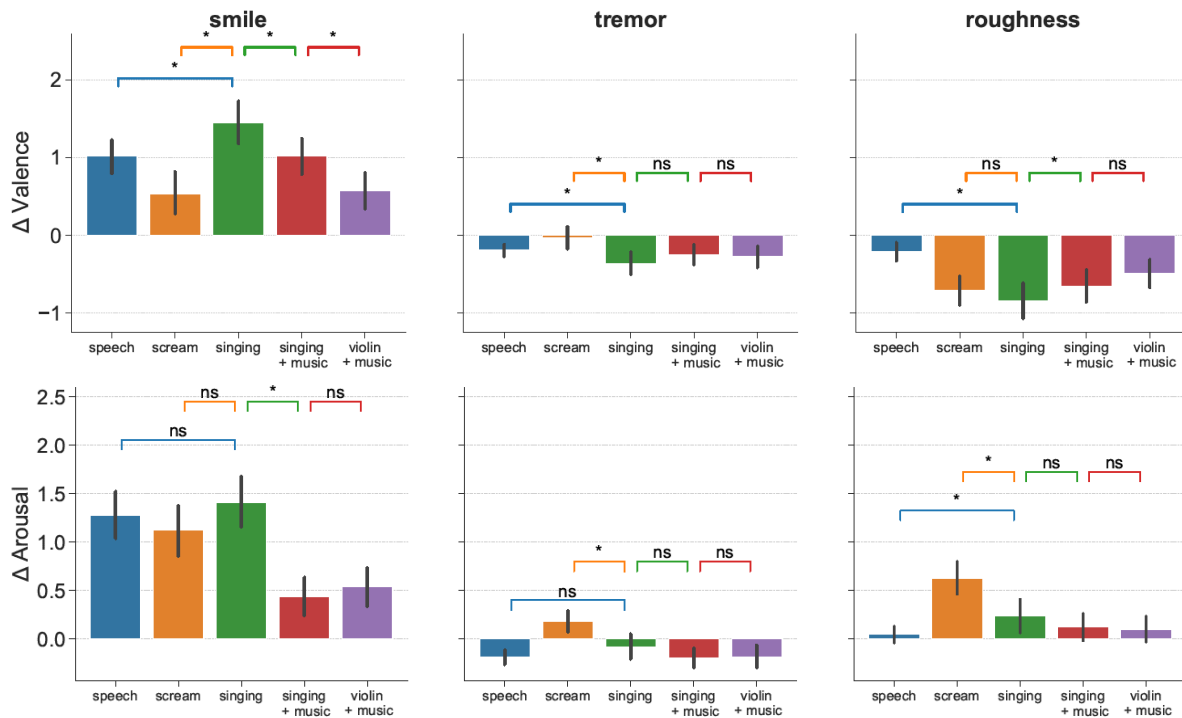 smile tremor roughness
* * *
*
2
1
0
−1
Δ Valence
* ns ns
*
ns * ns
*
speech scream singing singing + music violin + music
speech scream singing singing + music violin + music
speech scream singing singing + music violin + music
2.5
2.0
1.5
1.0
0.5
0.0
Δ Arousal
ns * ns
ns
* ns ns
ns
* ns ns
*
speech scream singing singing + music violin + music
speech scream singing singing + music violin + music
speech scream singing singing + music violin + music